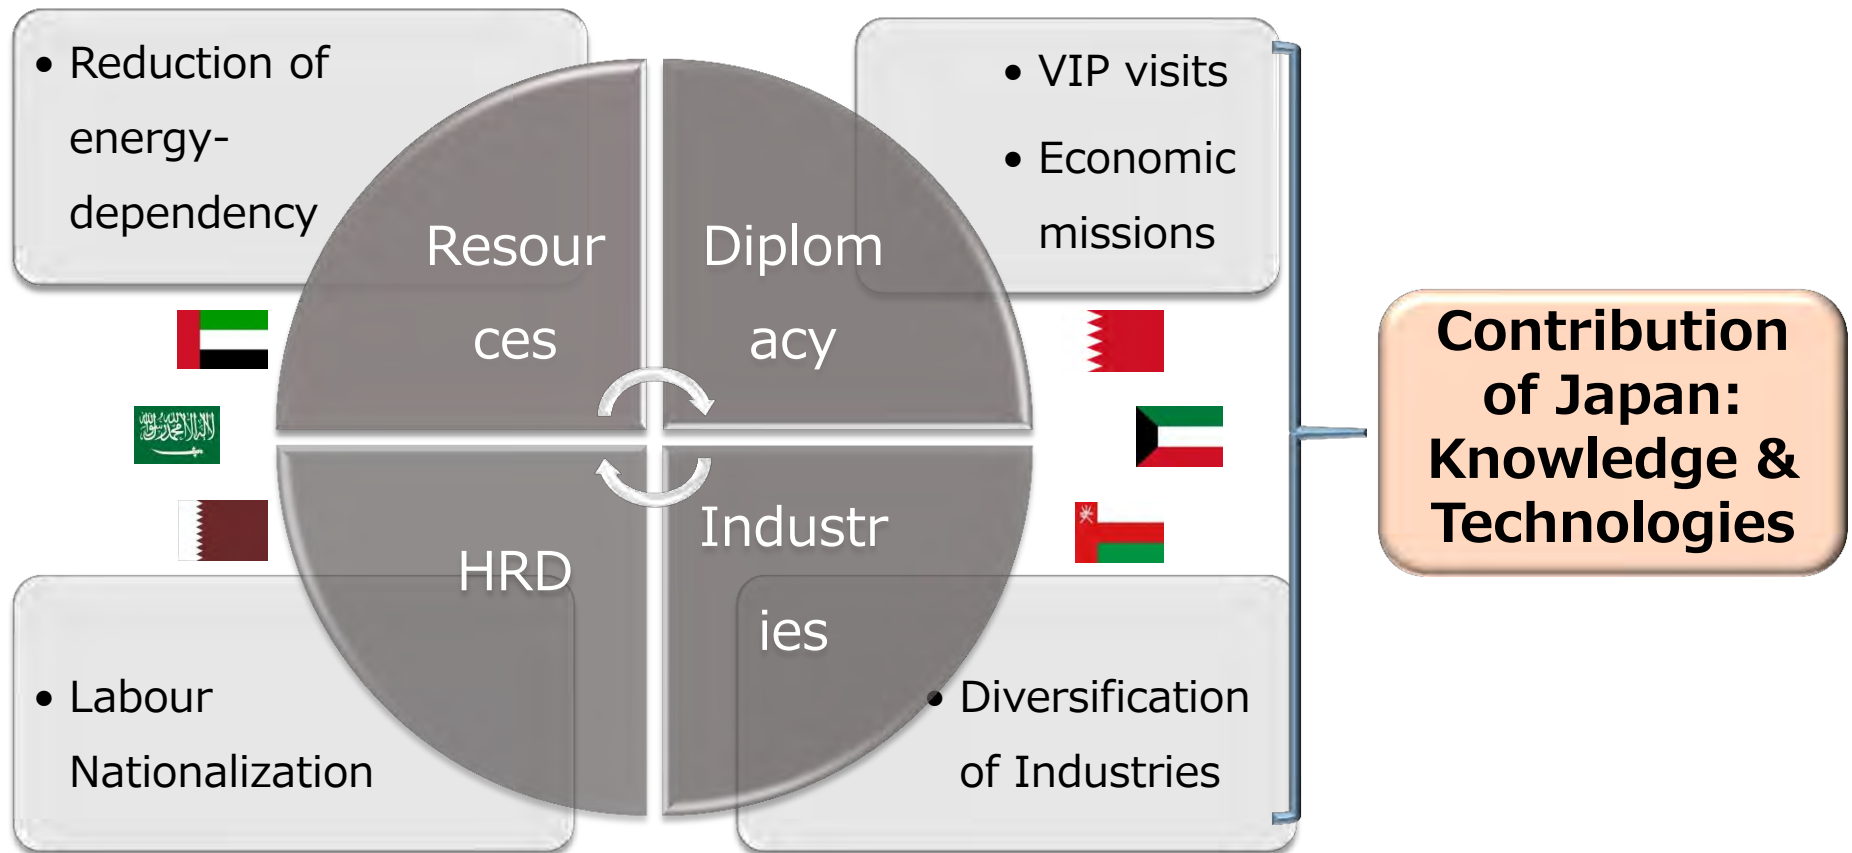 • Reduction of
energy-
dependency
• VIP visits
• Economic
missions
Resour
ces
Diplom
acy
HRD
Industr
ies
• Labour
Nationalization
• Diversification
of Industries
Contribution
of Japan:
Knowledge &
Technologies